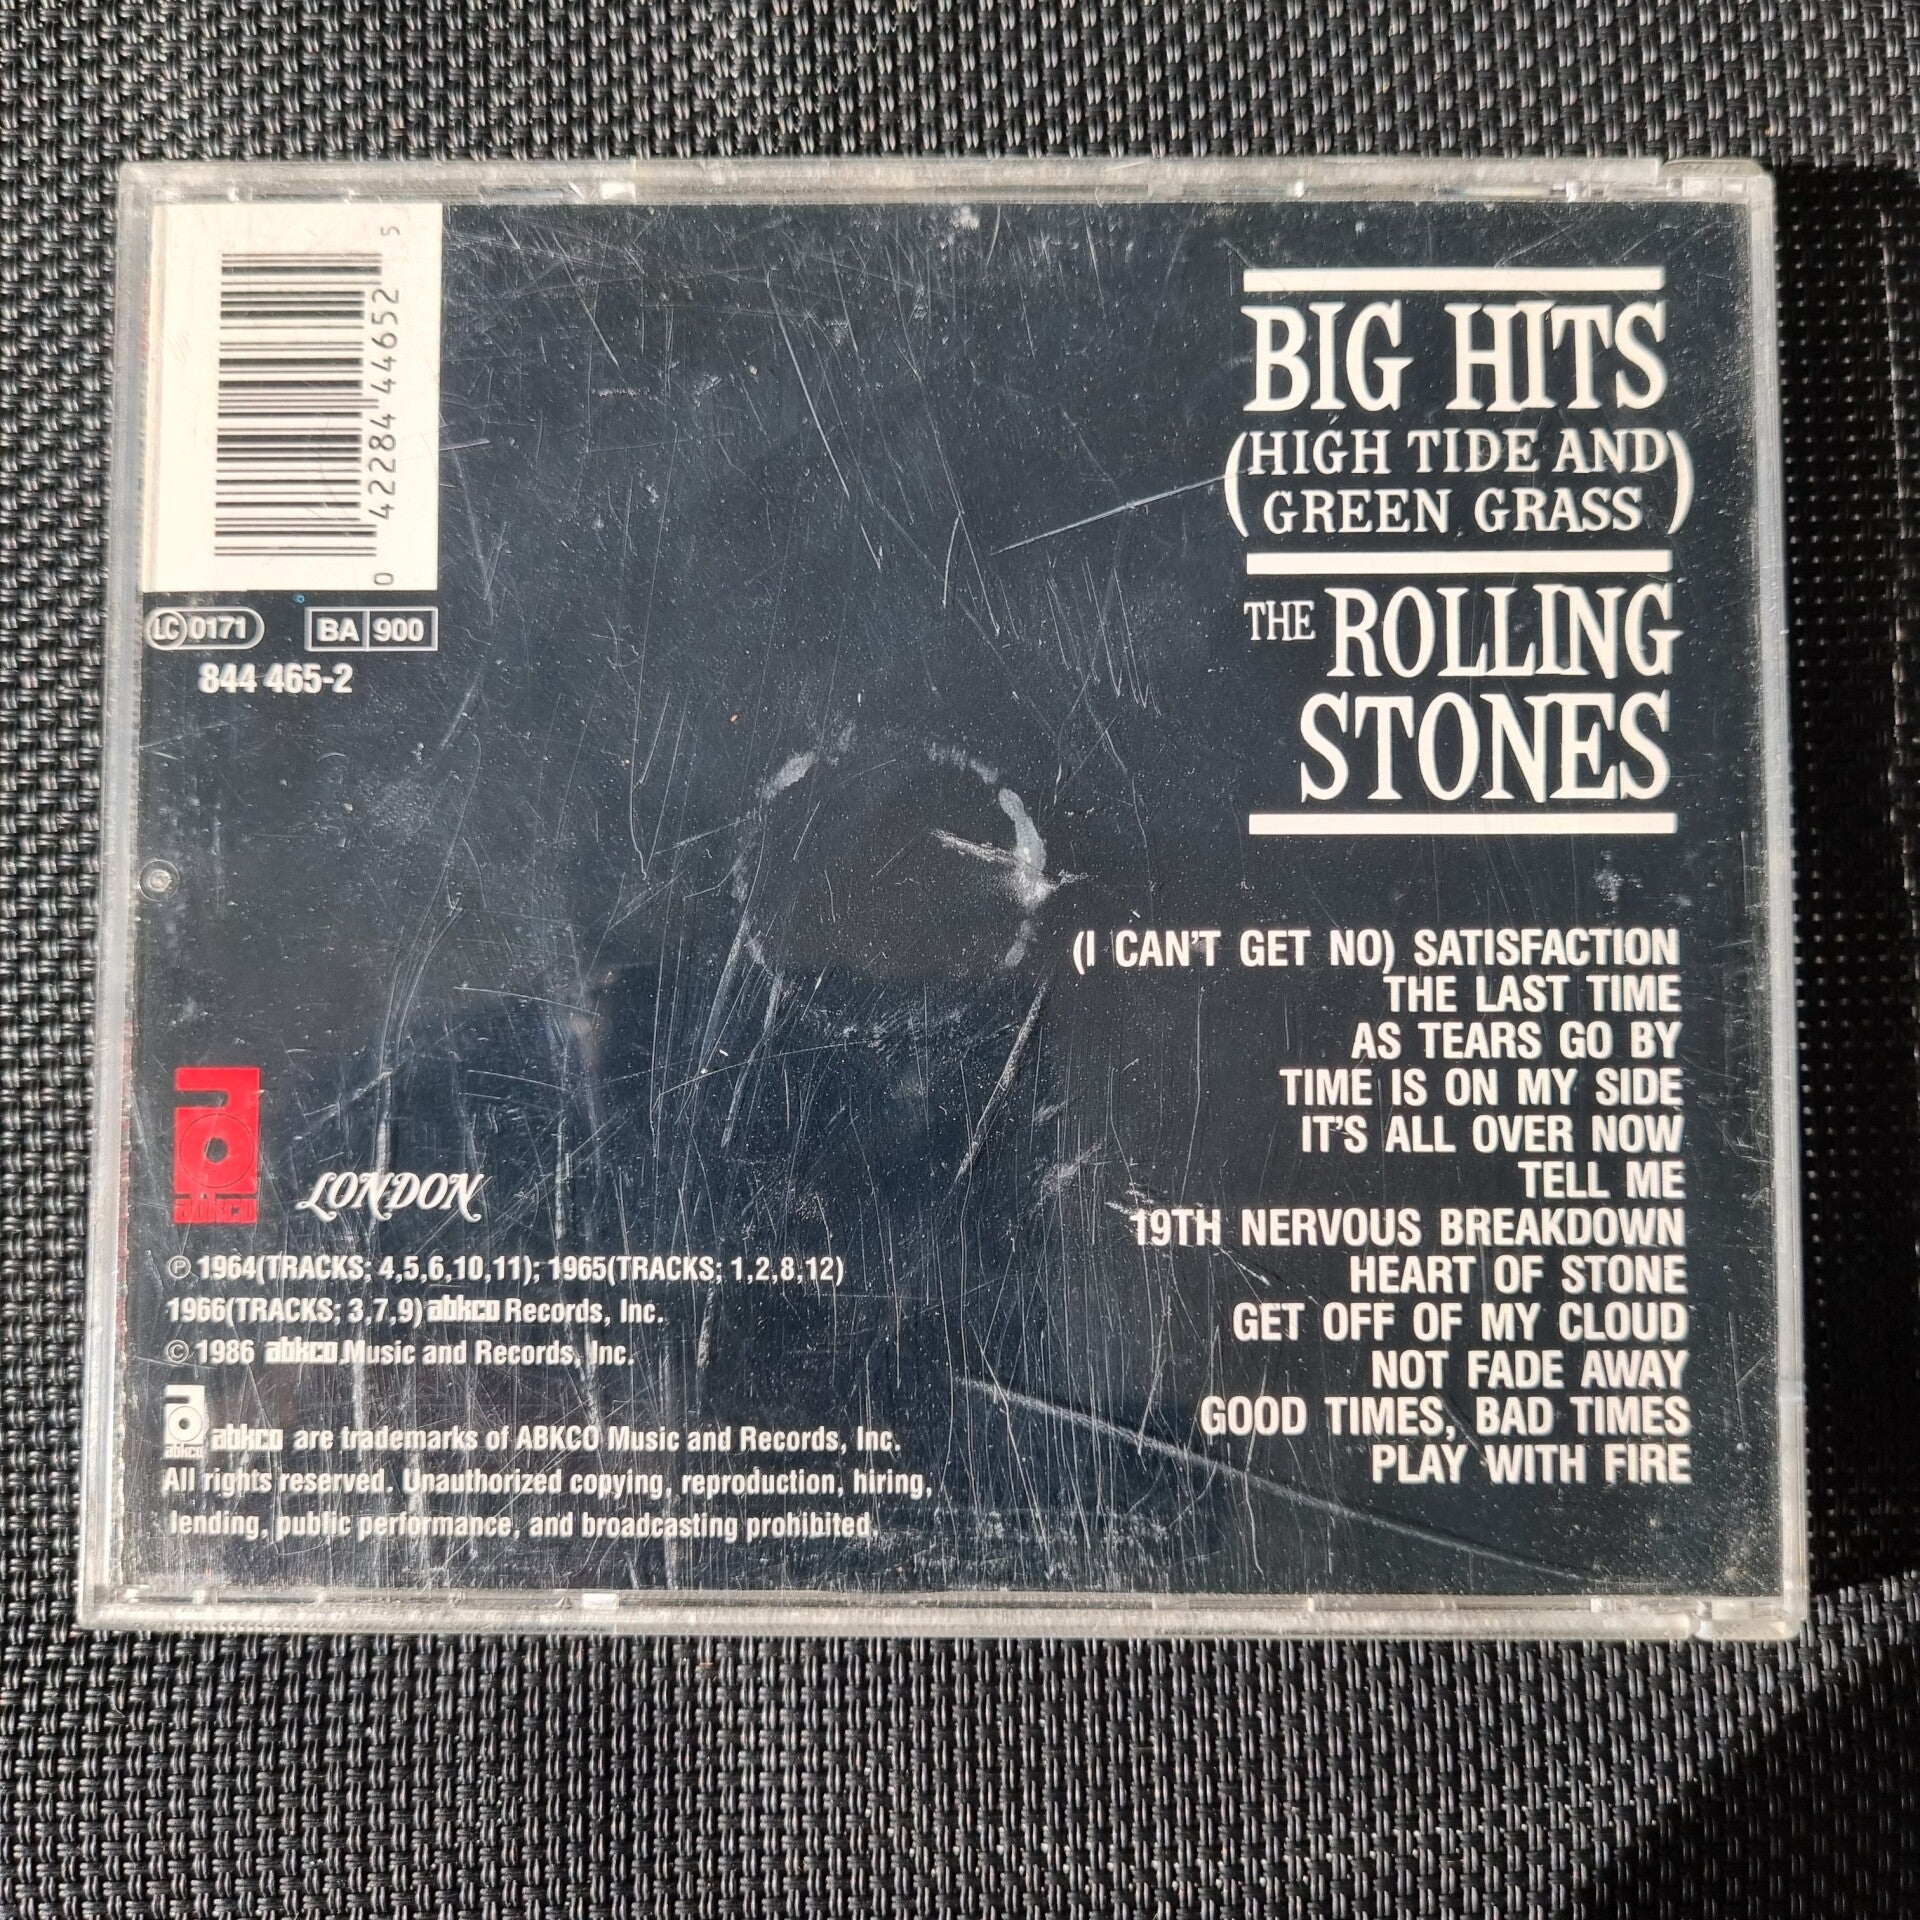 0 42284 44652 5
LC 0171
BA 900
844 465-2
BIG HITS
(HIGH TIDE AND
GREEN GRASS)
THE ROLLING
STONES
(I CAN'T GET NO) SATISFACTION
THE LAST TIME
AS TEARS GO BY
TIME IS ON MY SIDE
IT'S ALL OVER NOW
TELL ME
19TH NERVOUS BREAKDOWN
HEART OF STONE
GET OFF OF MY CLOUD
NOT FADE AWAY
GOOD TIMES, BAD TIMES
PLAY WITH FIRE
abkco
LONDON
℗ 1964(TRACKS; 4,5,6,10,11); 1965(TRACKS; 1,2,8,12)
1966(TRACKS; 3,7,9) abkco Records, Inc.
© 1986 abkco Music and Records, Inc.
abkco abkco are trademarks of ABKCO Music and Records, Inc.
All rights reserved. Unauthorized copying, reproduction, hiring,
lending, public performance, and broadcasting prohibited.